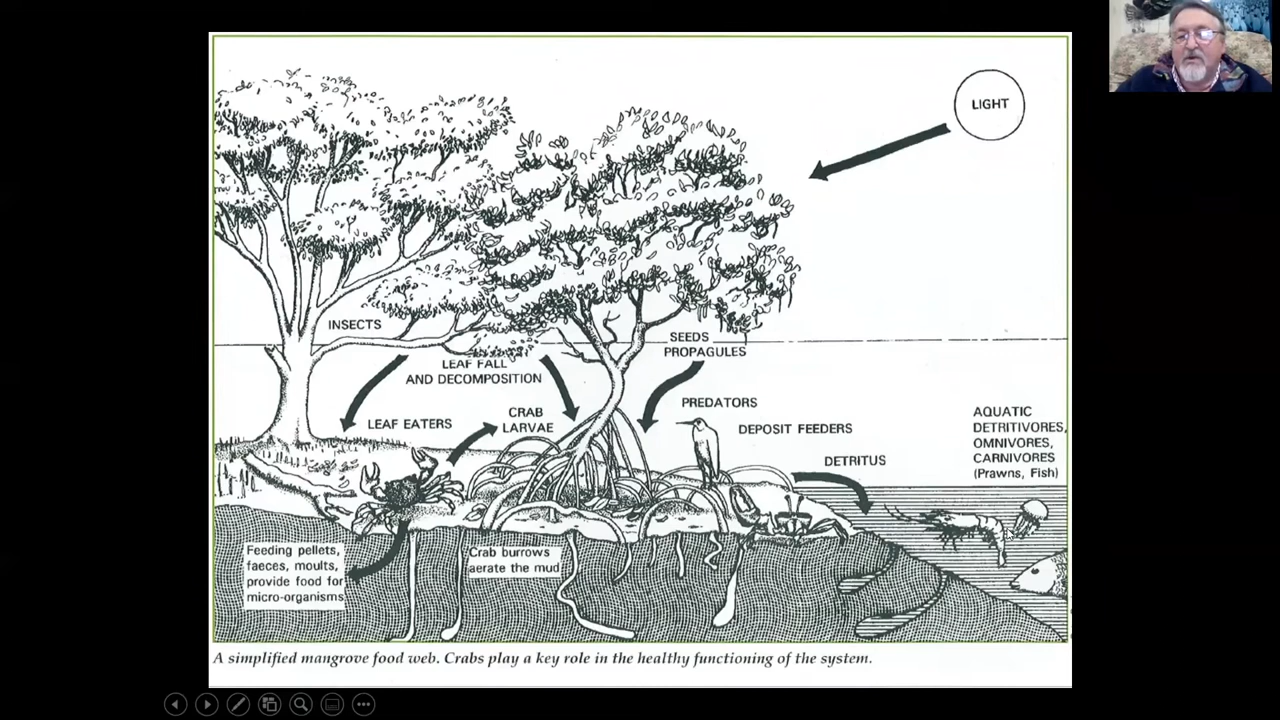 LIGHT
INSECTS
SEEDS
PROPAGULES
LEAF FALL
AND DECOMPOSITION
PREDATORS
CRAB
LARVAE
LEAF EATERS
DEPOSIT FEEDERS
AQUATIC
DETRITIVORES,
OMNIVORES,
CARNIVORES
(Prawns, Fish)
DETRITUS
Feeding pellets,
faeces, moults,
provide food for
micro-organisms
Crab burrows
aerate the mud
A simplified mangrove food web. Crabs play a key role in the healthy functioning of the system.